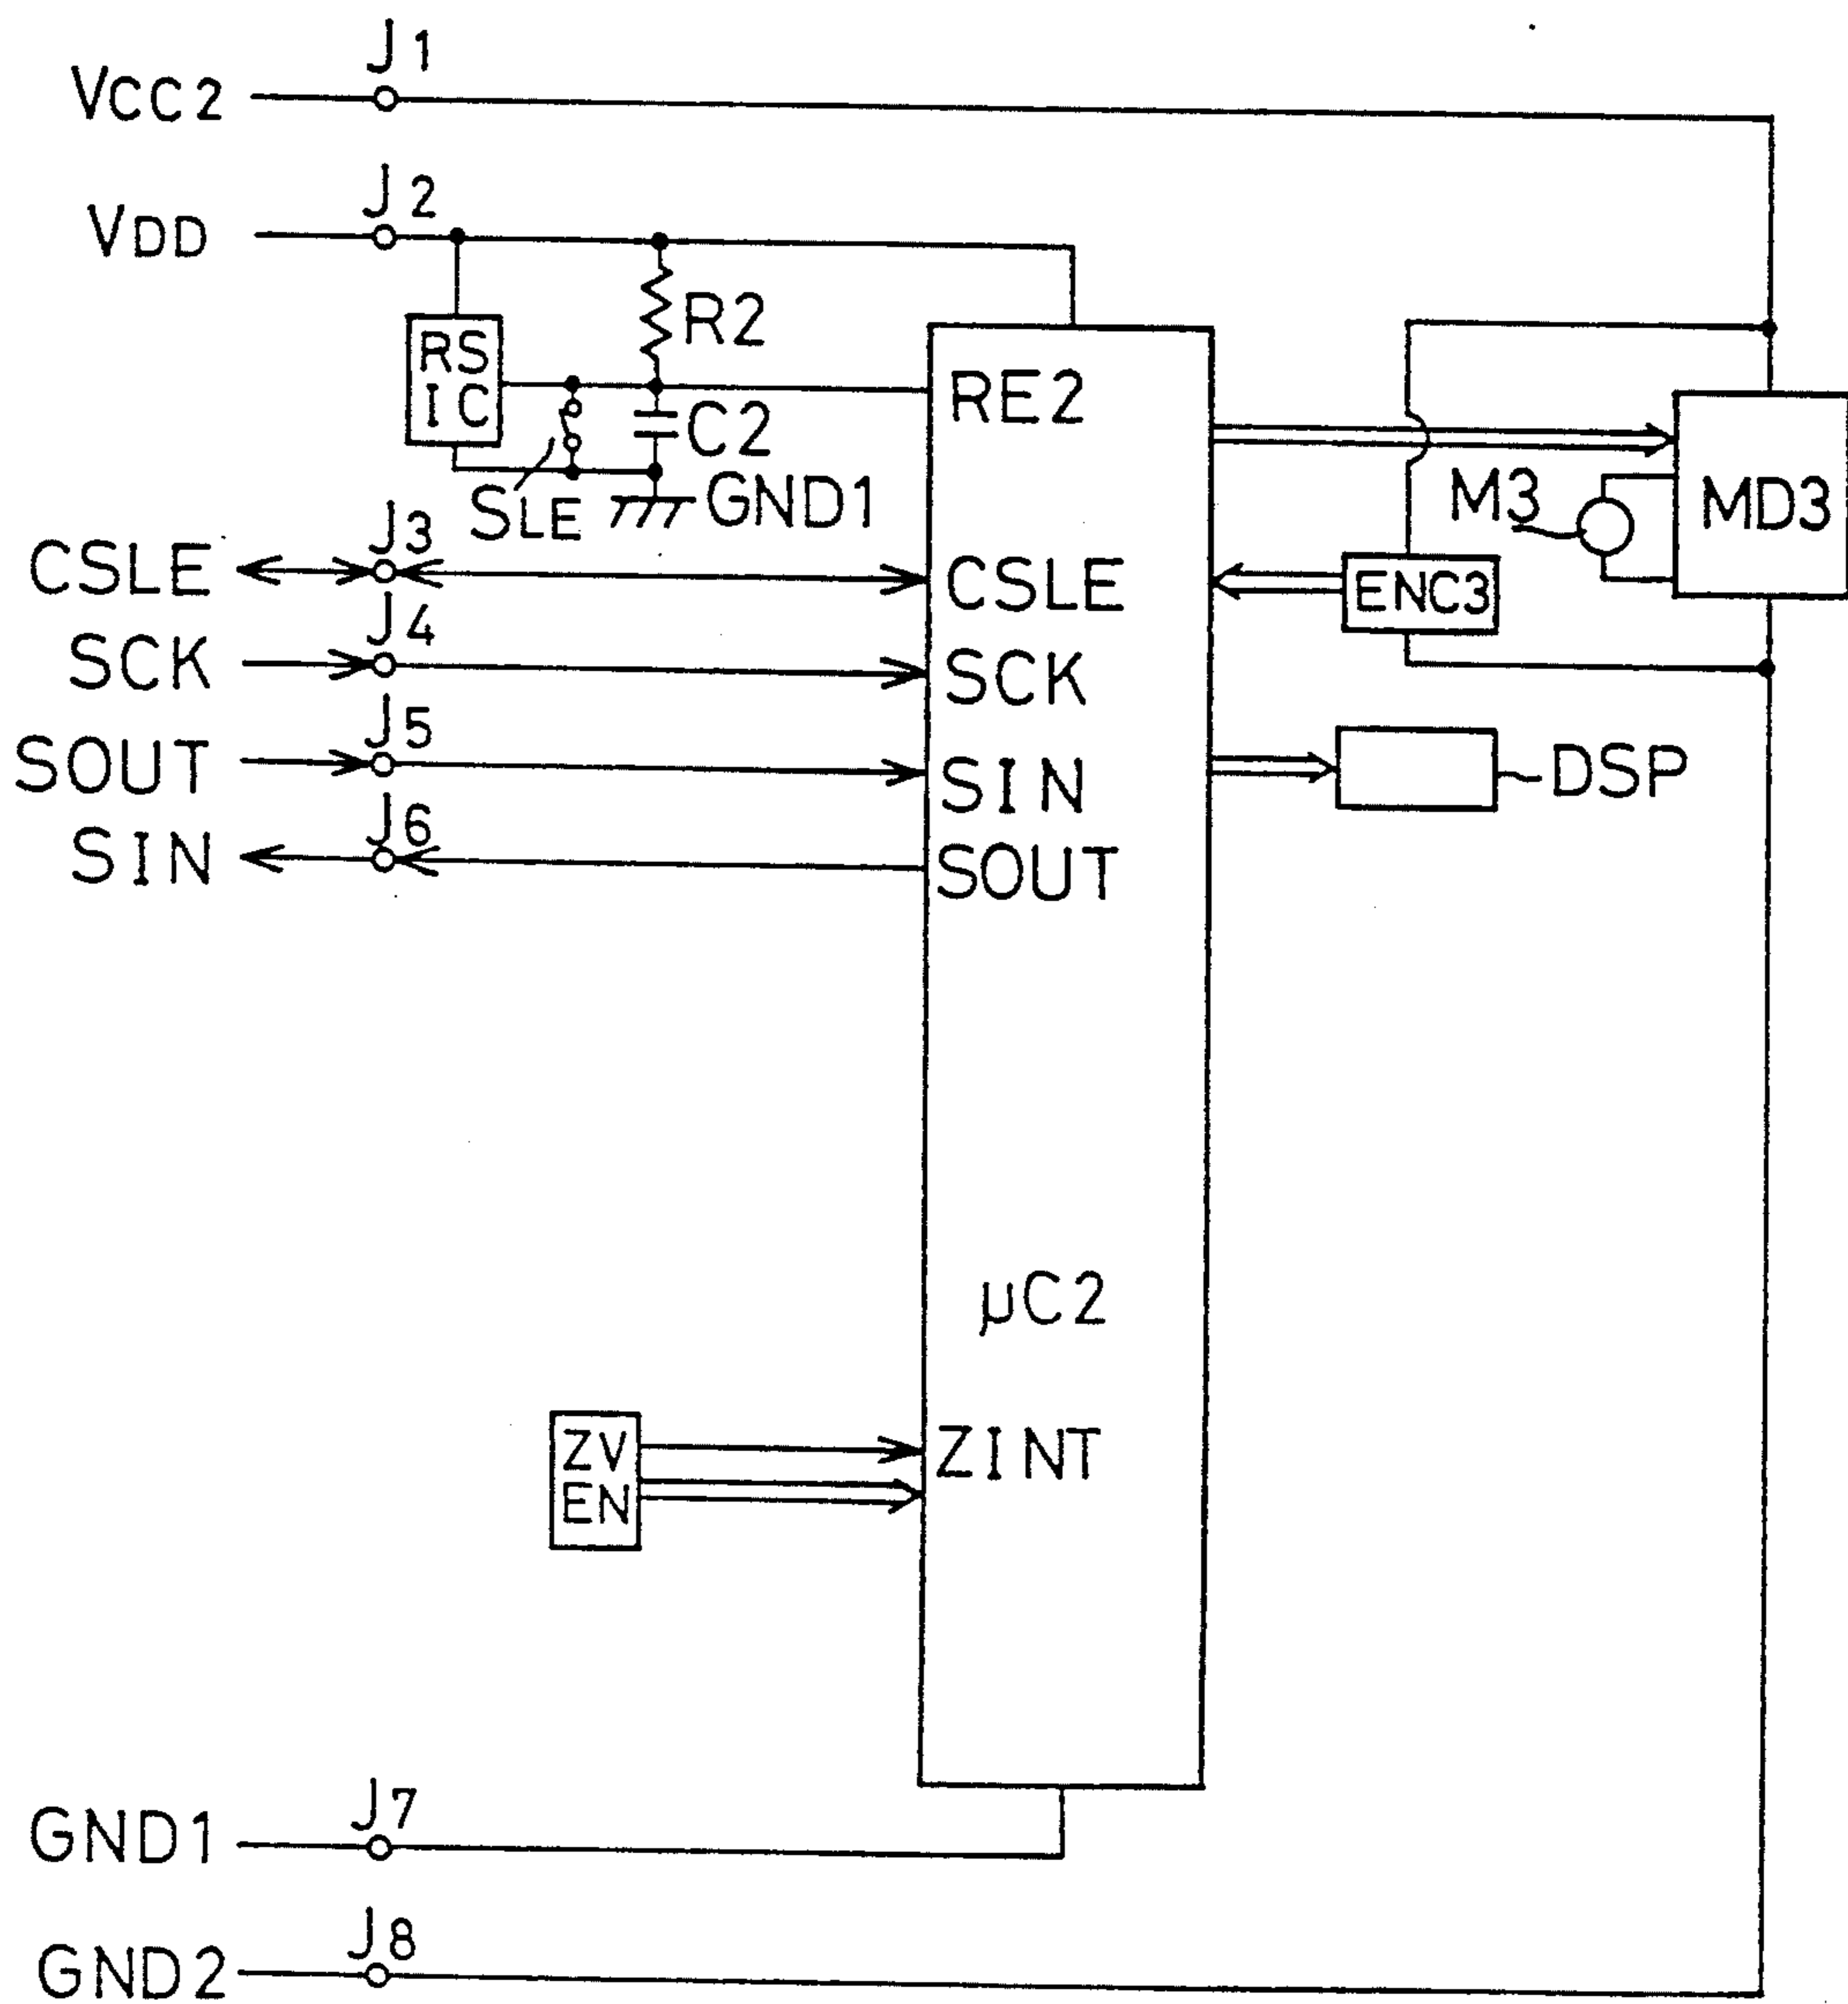 J1
VCC2
J2
VDD
R2
RS
IC
RE2
C2
MD3
M3
SLE
GND1
J3
CSLE
CSLE
ENC3
J4
SCK
SCK
J5
SOUT
SIN
DSP
J6
SIN
SOUT
µC2
ZV
EN
ZINT
J7
GND1
J8
GND2